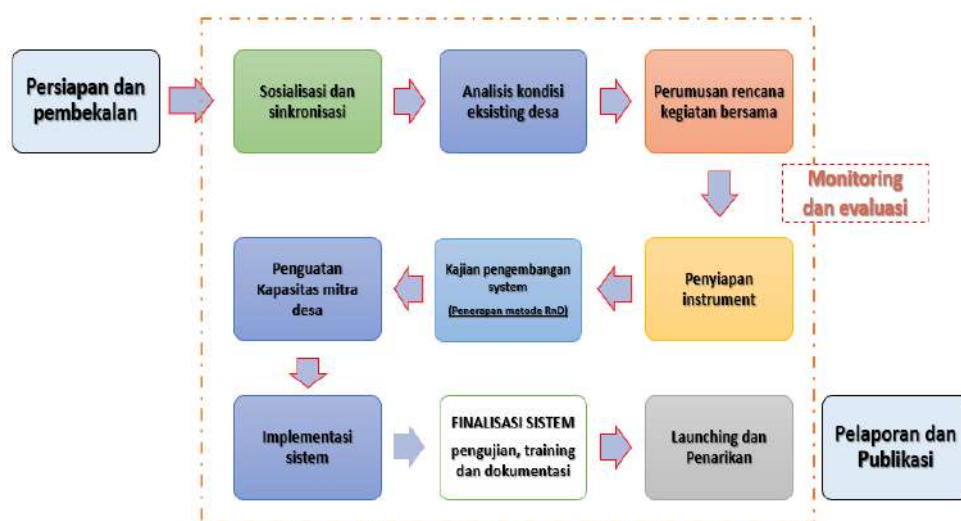 Persiapan dan
pembekalan
Sosialisasi dan
sinkronisasi
Analisis kondisi
eksisting desa
Perumusan rencana
kegiatan bersama
Monitoring
dan evaluasi
Penguatan
Kapasitas mitra
desa
Kajian pengembangan
system
(Penerapan metode RnD)
Penyiapan
instrument
Implementasi
sistem
FINALISASI SISTEM
pengujian, training
dan dokumentasi
Launching dan
Penarikan
Pelaporan dan
Publikasi